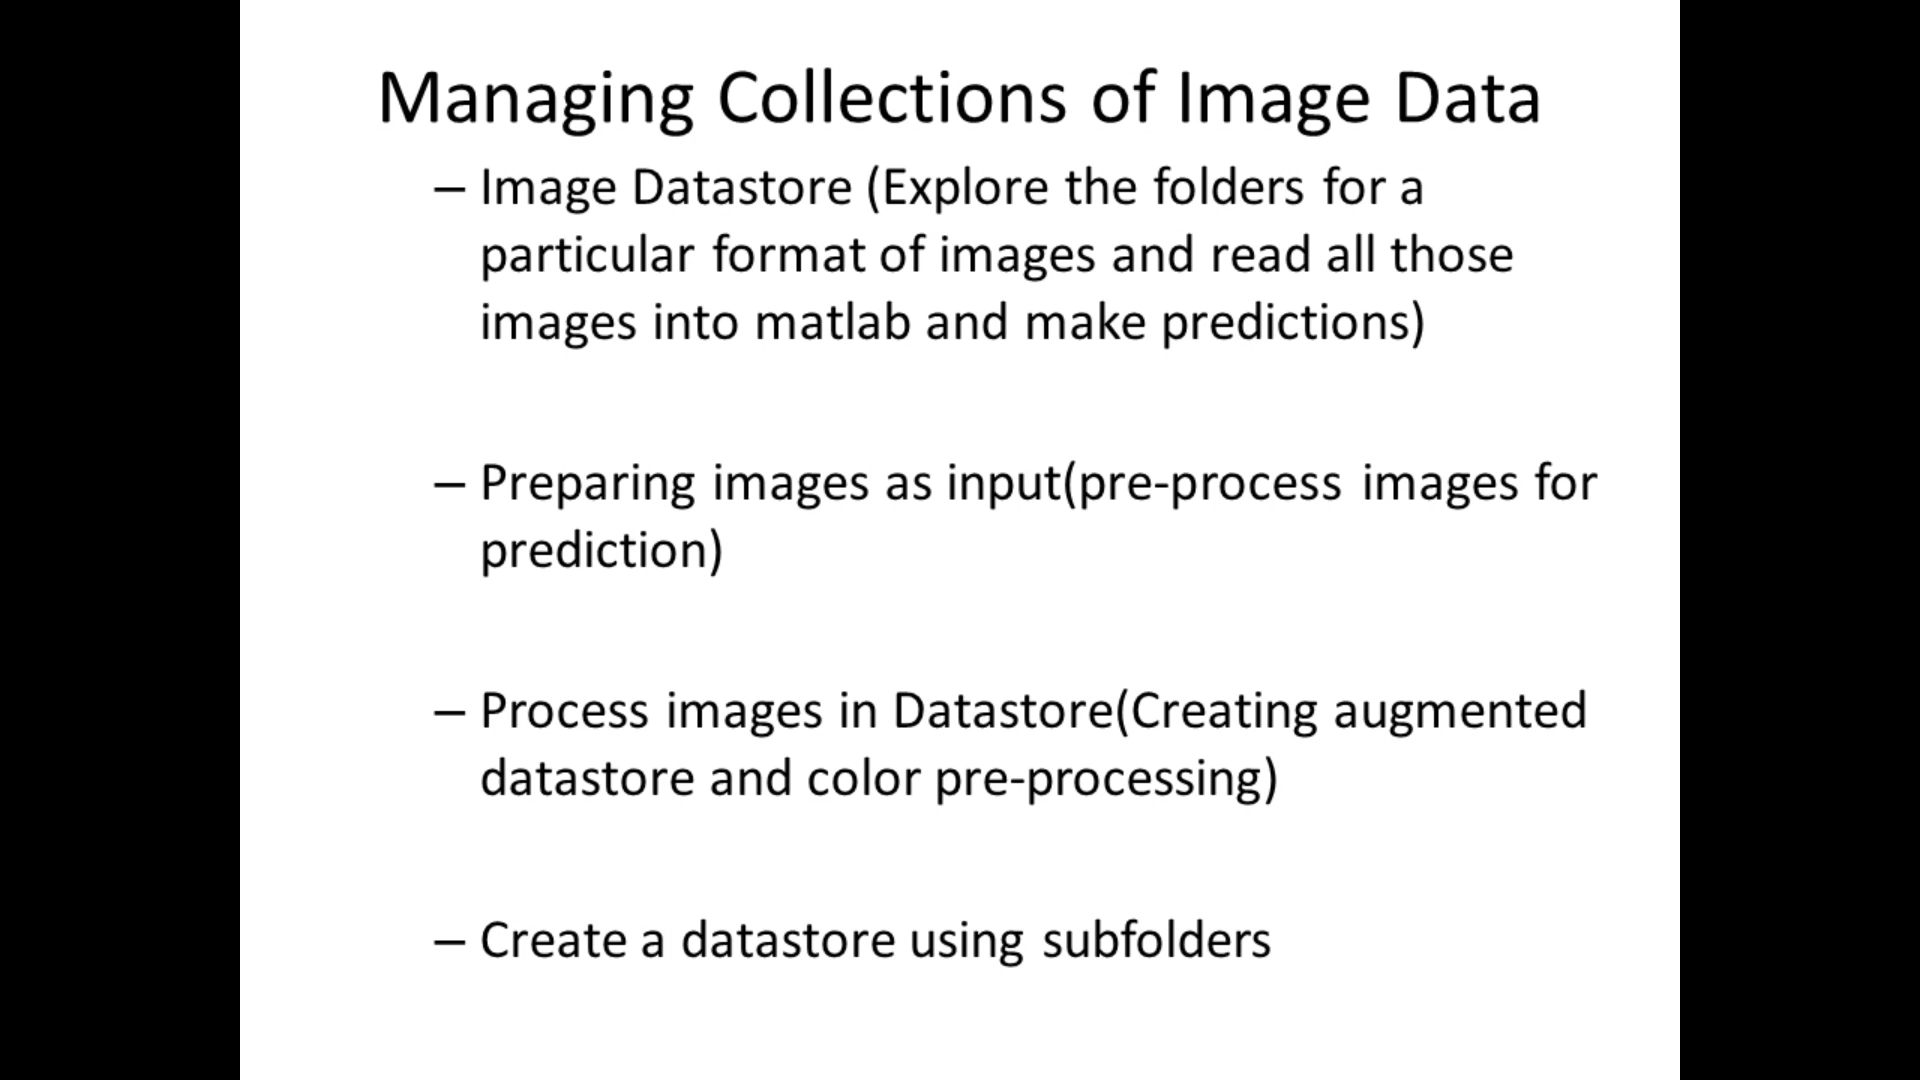 Managing Collections of Image Data
– Image Datastore (Explore the folders for a
particular format of images and read all those
images into matlab and make predictions)
– Preparing images as input(pre-process images for
prediction)
– Process images in Datastore(Creating augmented
datastore and color pre-processing)
– Create a datastore using subfolders